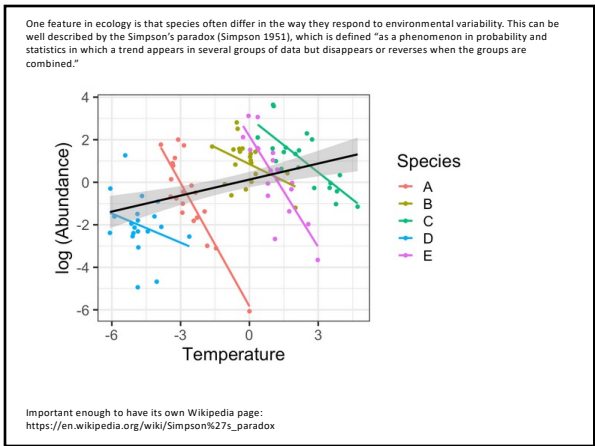 One feature in ecology is that species often differ in the way they respond to environmental variability. This can be
well described by the Simpson's paradox (Simpson 1951), which is defined "as a phenomenon in probability and
statistics in which a trend appears in several groups of data but disappears or reverses when the groups are
combined."
4
2
0
-2
-4
-6
log (Abundance)
-6
-3
0
3
Temperature
Species
A
B
C
D
E
Important enough to have its own Wikipedia page:
https://en.wikipedia.org/wiki/Simpson%27s_paradox